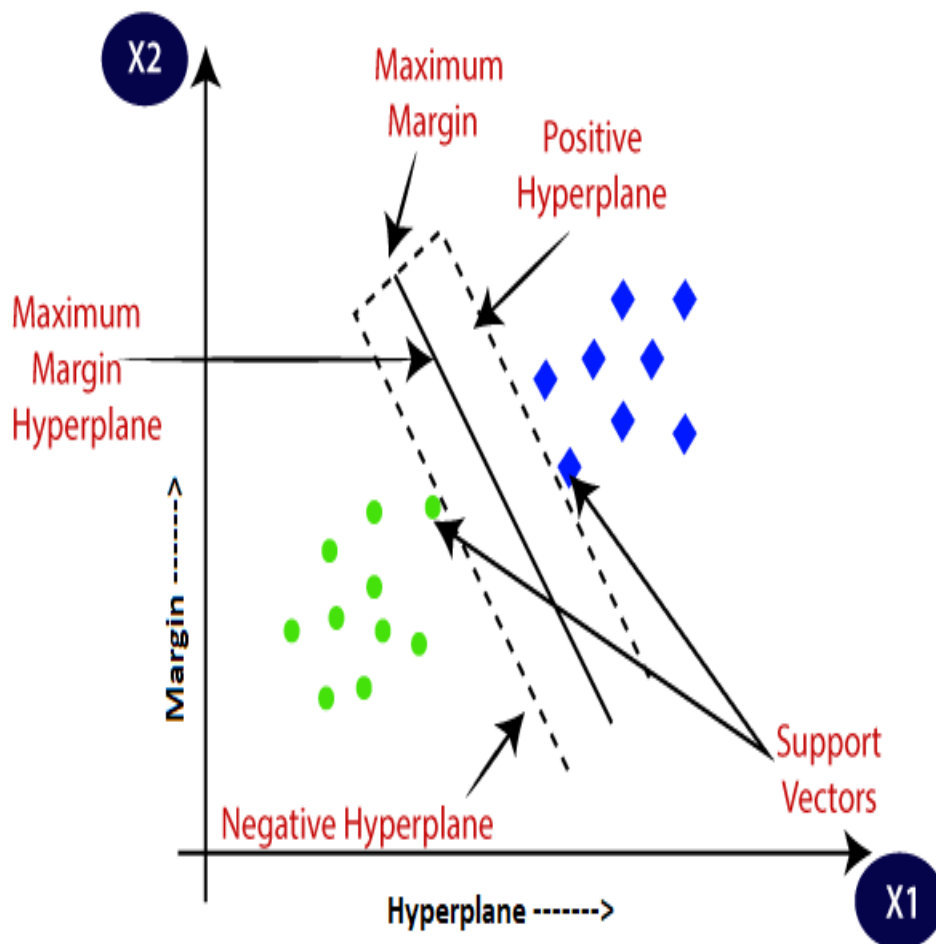 X2
Maximum
Margin
Positive
Hyperplane
Maximum
Margin
Hyperplane
Margin ------->
Support
Vectors
Negative Hyperplane
Hyperplane ------->
X1